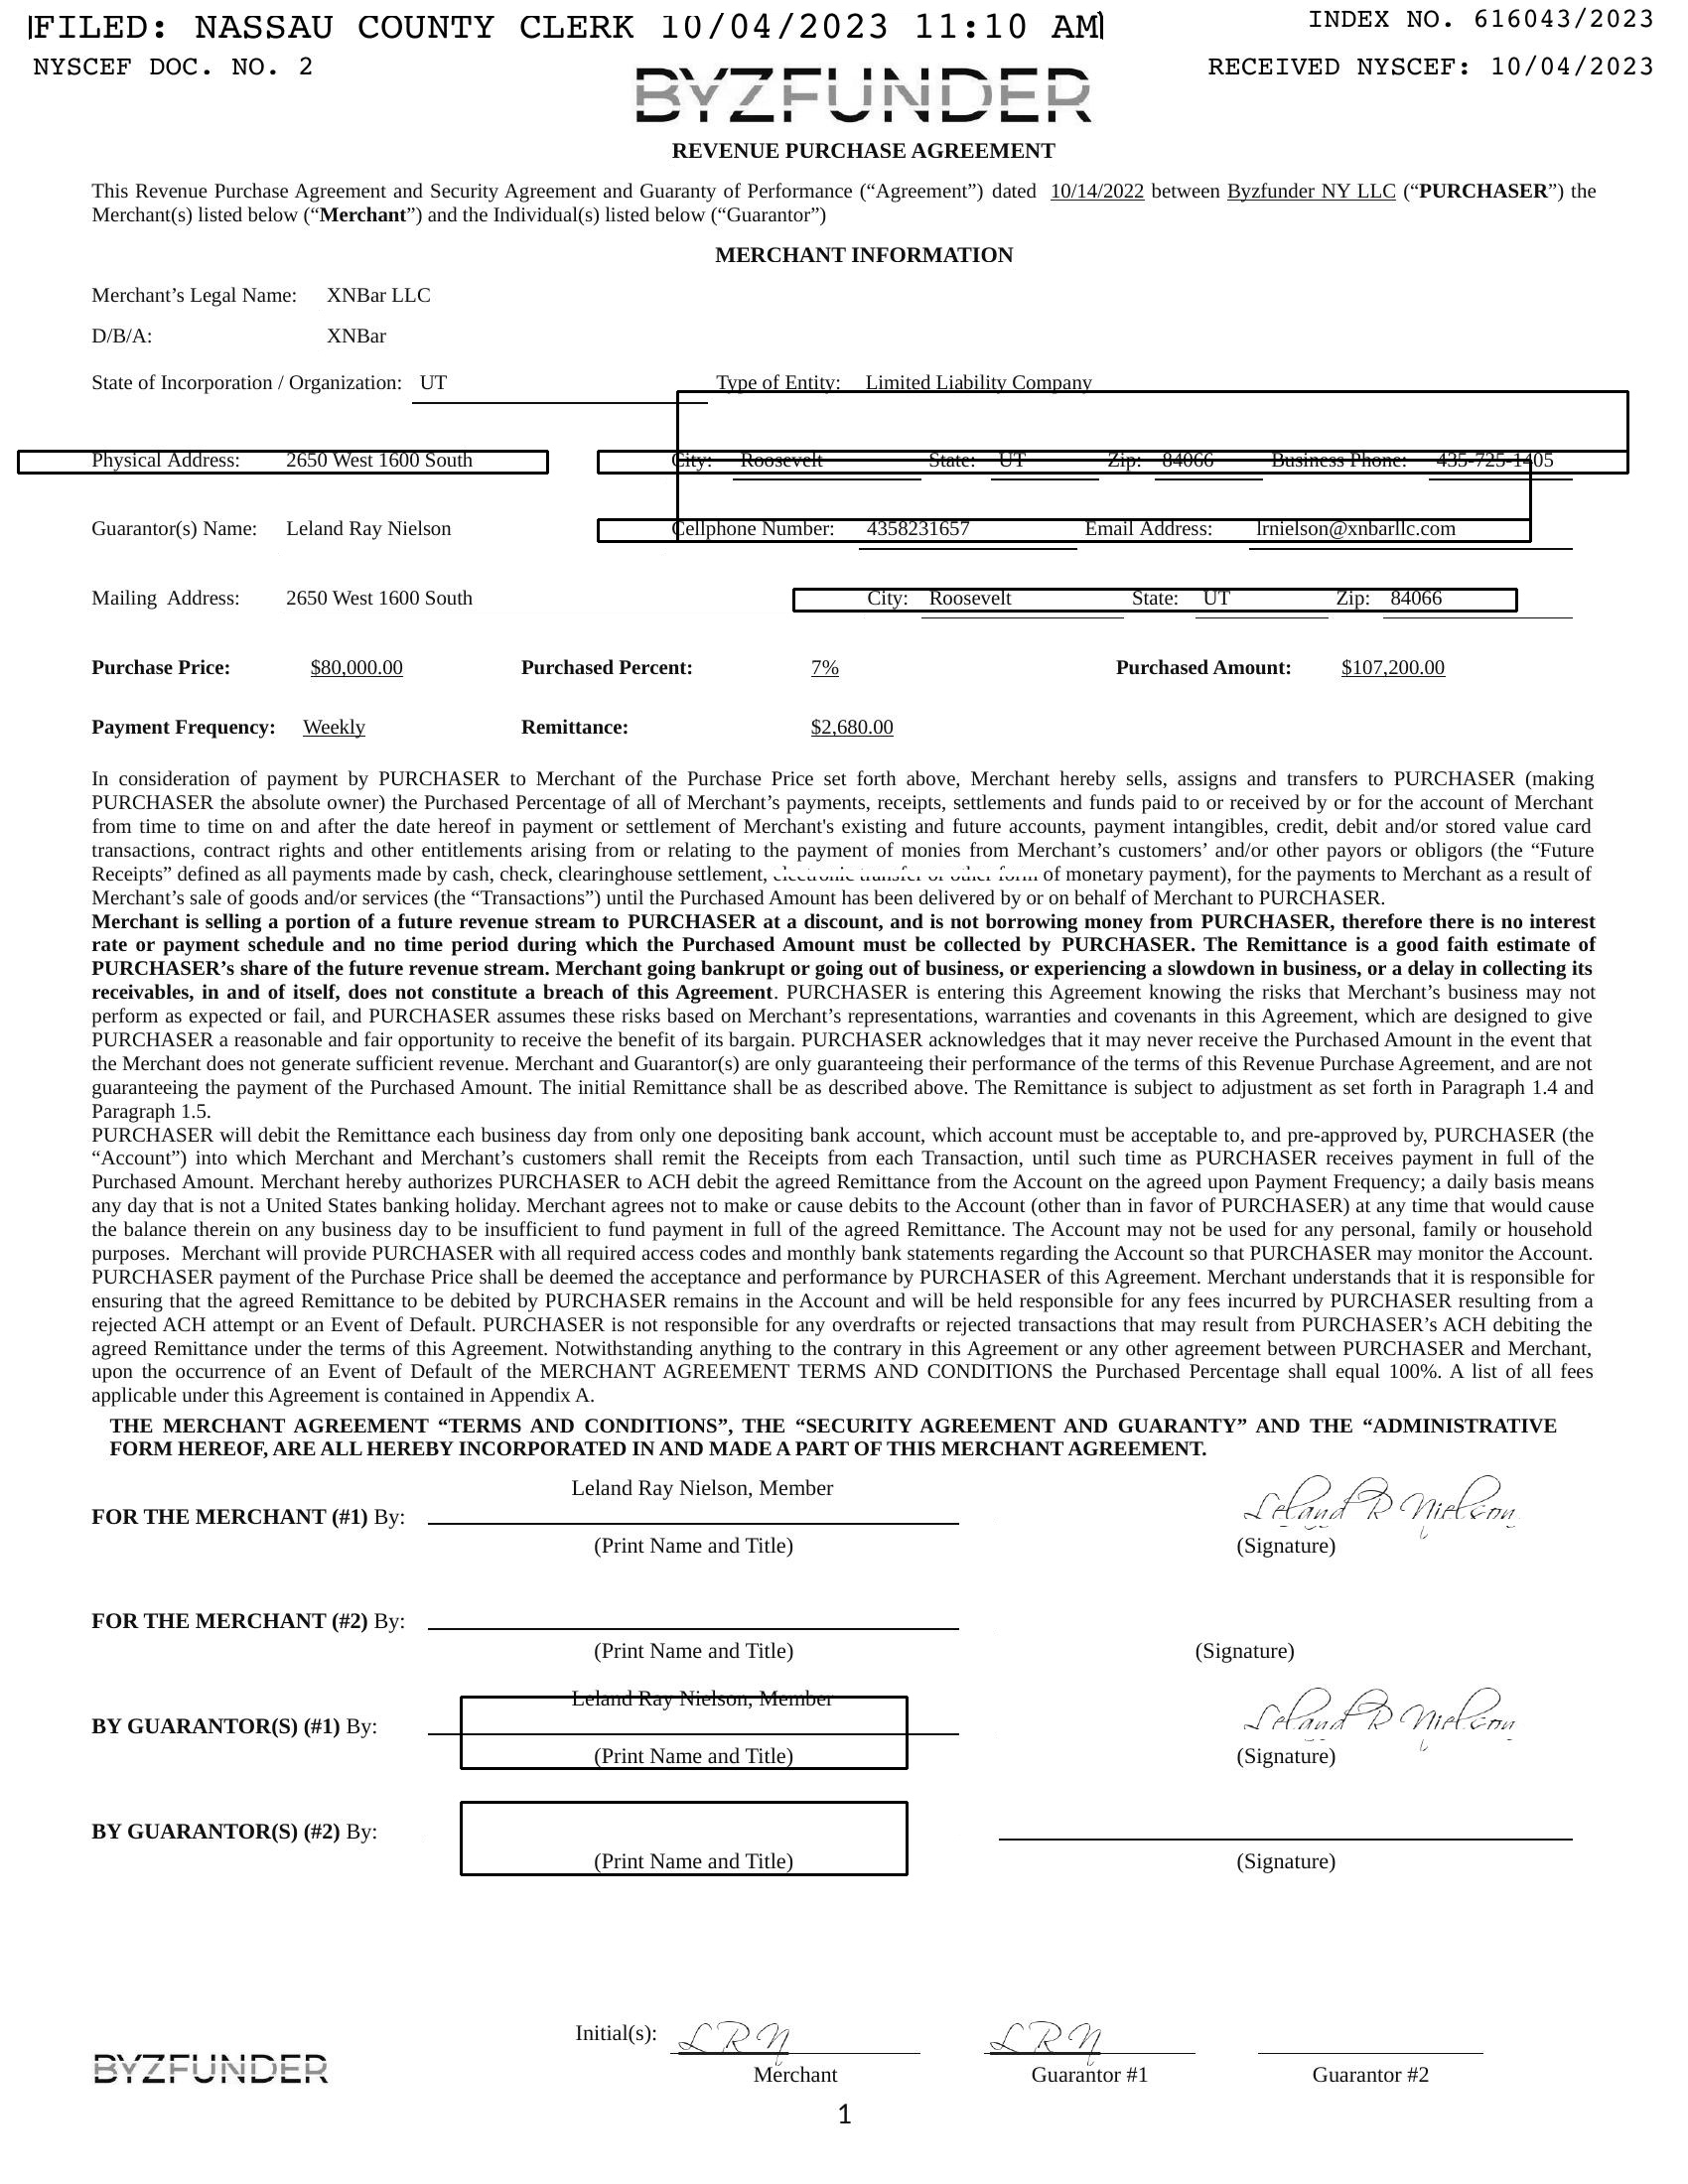 FILED: NASSAU COUNTY CLERK 10/04/2023 11:10 AM INDEX NO. 616043/2023
NYSCEF DOC. NO. 2 RECEIVED NYSCEF: 10/04/2023
BYZFUNDER
REVENUE PURCHASE AGREEMENT
This Revenue Purchase Agreement and Security Agreement and Guaranty of Performance (“Agreement”) dated 10/14/2022 between Byzfunder NY LLC (“PURCHASER”) the
Merchant(s) listed below (“Merchant”) and the Individual(s) listed below (“Guarantor”)
MERCHANT INFORMATION
Merchant’s Legal Name: XNBar LLC
D/B/A: XNBar
State of Incorporation / Organization: UT Type of Entity: Limited Liability Company
Physical Address: 2650 West 1600 South City: Roosevelt State: UT Zip: 84066 Business Phone: 435-725-1405
Guarantor(s) Name: Leland Ray Nielson Cellphone Number: 4358231657 Email Address: lrnielson@xnbarllc.com
Mailing Address: 2650 West 1600 South City: Roosevelt State: UT Zip: 84066
Purchase Price: $80,000.00 Purchased Percent: 7% Purchased Amount: $107,200.00
Payment Frequency: Weekly Remittance: $2,680.00
In consideration of payment by PURCHASER to Merchant of the Purchase Price set forth above, Merchant hereby sells, assigns and transfers to PURCHASER (making
PURCHASER the absolute owner) the Purchased Percentage of all of Merchant’s payments, receipts, settlements and funds paid to or received by or for the account of Merchant
from time to time on and after the date hereof in payment or settlement of Merchant's existing and future accounts, payment intangibles, credit, debit and/or stored value card
transactions, contract rights and other entitlements arising from or relating to the payment of monies from Merchant’s customers’ and/or other payors or obligors (the “Future
Receipts” defined as all payments made by cash, check, clearinghouse settlement, electronic transfer or other form of monetary payment), for the payments to Merchant as a result of
Merchant’s sale of goods and/or services (the “Transactions”) until the Purchased Amount has been delivered by or on behalf of Merchant to PURCHASER.
Merchant is selling a portion of a future revenue stream to PURCHASER at a discount, and is not borrowing money from PURCHASER, therefore there is no interest
rate or payment schedule and no time period during which the Purchased Amount must be collected by PURCHASER. The Remittance is a good faith estimate of
PURCHASER’s share of the future revenue stream. Merchant going bankrupt or going out of business, or experiencing a slowdown in business, or a delay in collecting its
receivables, in and of itself, does not constitute a breach of this Agreement. PURCHASER is entering this Agreement knowing the risks that Merchant’s business may not
perform as expected or fail, and PURCHASER assumes these risks based on Merchant’s representations, warranties and covenants in this Agreement, which are designed to give
PURCHASER a reasonable and fair opportunity to receive the benefit of its bargain. PURCHASER acknowledges that it may never receive the Purchased Amount in the event that
the Merchant does not generate sufficient revenue. Merchant and Guarantor(s) are only guaranteeing their performance of the terms of this Revenue Purchase Agreement, and are not
guaranteeing the payment of the Purchased Amount. The initial Remittance shall be as described above. The Remittance is subject to adjustment as set forth in Paragraph 1.4 and
Paragraph 1.5.
PURCHASER will debit the Remittance each business day from only one depositing bank account, which account must be acceptable to, and pre-approved by, PURCHASER (the
“Account”) into which Merchant and Merchant’s customers shall remit the Receipts from each Transaction, until such time as PURCHASER receives payment in full of the
Purchased Amount. Merchant hereby authorizes PURCHASER to ACH debit the agreed Remittance from the Account on the agreed upon Payment Frequency; a daily basis means
any day that is not a United States banking holiday. Merchant agrees not to make or cause debits to the Account (other than in favor of PURCHASER) at any time that would cause
the balance therein on any business day to be insufficient to fund payment in full of the agreed Remittance. The Account may not be used for any personal, family or household
purposes. Merchant will provide PURCHASER with all required access codes and monthly bank statements regarding the Account so that PURCHASER may monitor the Account.
PURCHASER payment of the Purchase Price shall be deemed the acceptance and performance by PURCHASER of this Agreement. Merchant understands that it is responsible for
ensuring that the agreed Remittance to be debited by PURCHASER remains in the Account and will be held responsible for any fees incurred by PURCHASER resulting from a
rejected ACH attempt or an Event of Default. PURCHASER is not responsible for any overdrafts or rejected transactions that may result from PURCHASER’s ACH debiting the
agreed Remittance under the terms of this Agreement. Notwithstanding anything to the contrary in this Agreement or any other agreement between PURCHASER and Merchant,
upon the occurrence of an Event of Default of the MERCHANT AGREEMENT TERMS AND CONDITIONS the Purchased Percentage shall equal 100%. A list of all fees
applicable under this Agreement is contained in Appendix A.
THE MERCHANT AGREEMENT “TERMS AND CONDITIONS”, THE “SECURITY AGREEMENT AND GUARANTY” AND THE “ADMINISTRATIVE
FORM HEREOF, ARE ALL HEREBY INCORPORATED IN AND MADE A PART OF THIS MERCHANT AGREEMENT.
Leland Ray Nielson, Member Leland R Nielson
FOR THE MERCHANT (#1) By:
(Print Name and Title) (Signature)
FOR THE MERCHANT (#2) By:
(Print Name and Title) (Signature)
Leland Ray Nielson, Member Leland R Nielson
BY GUARANTOR(S) (#1) By:
(Print Name and Title) (Signature)
BY GUARANTOR(S) (#2) By:
(Print Name and Title) (Signature)
Initial(s): LRN LRN
BYZFUNDER Merchant Guarantor #1 Guarantor #2
1